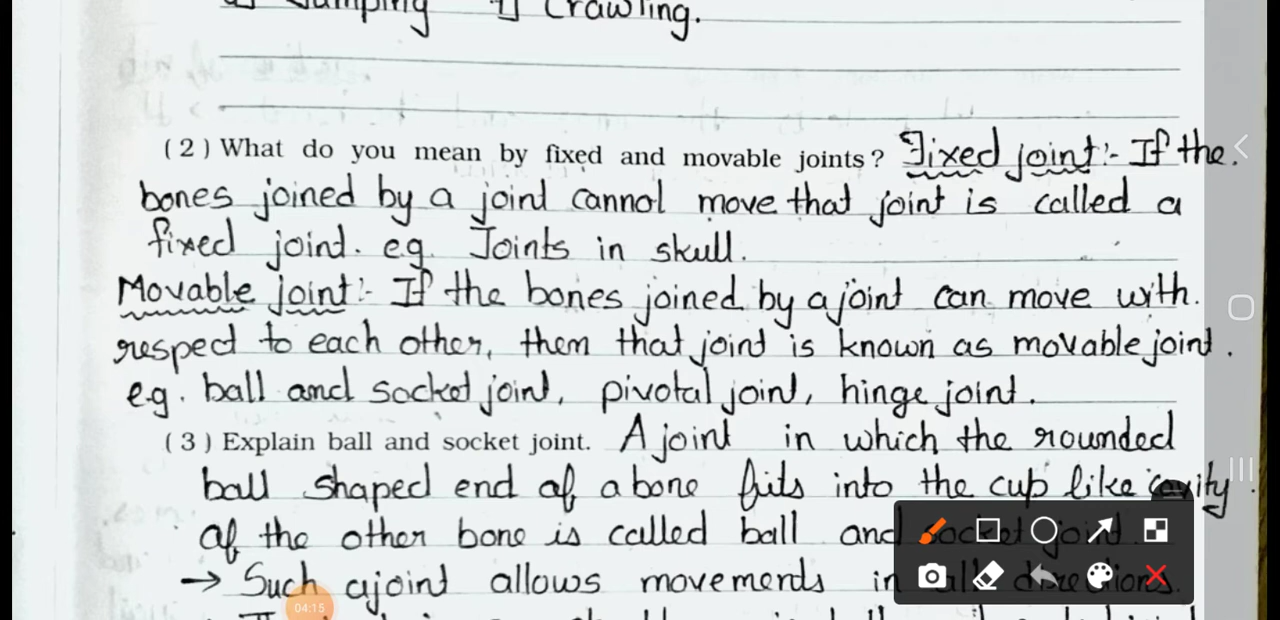 Jumping Crawling.
( 2 ) What do you mean by fixed and movable joints ? Fixed joint :- If the.
bones joined by a joint cannot move that joint is called a
fixed joint. e.g. Joints in skull.
Movable joint :- If the bones joined by a joint can move with.
respect to each other, them that joint is known as movable joint.
e.g. ball and socket joint, pivotal joint, hinge joint.
( 3 ) Explain ball and socket joint. A joint in which the rounded
ball shaped end of a bone fits into the cup like cavity.
of the other bone is called ball and socket joint.
→ Such a joint allows movements in all directions.
04:15